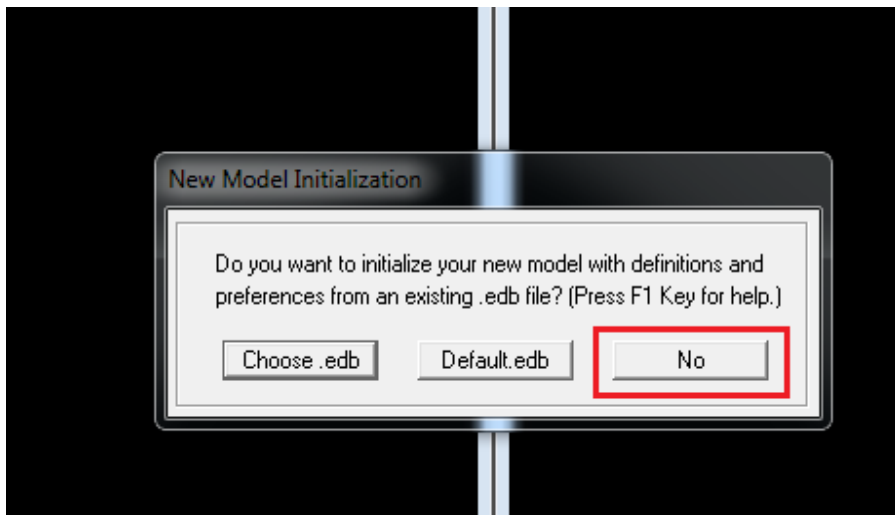 New Model Initialization
Do you want to initialize your new model with definitions and
preferences from an existing .edb file? (Press F1 Key for help.)
Choose .edb Default.edb No